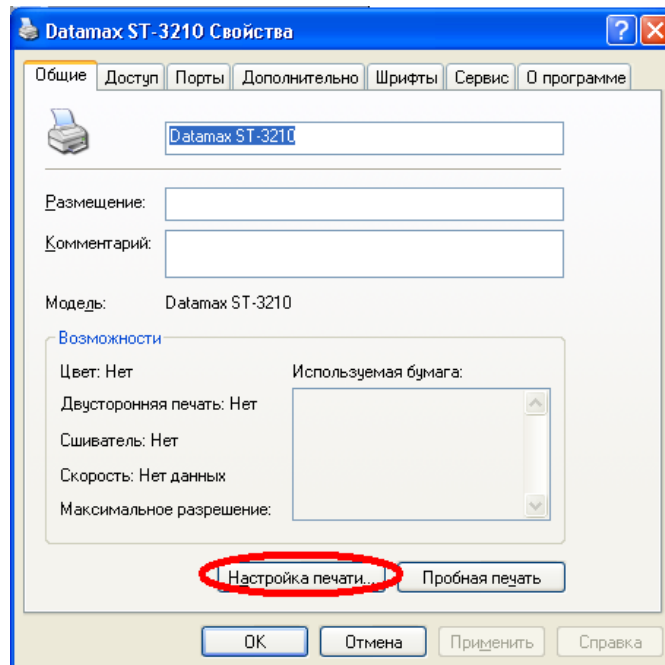 Datamax ST-3210 Свойства
Общие Доступ Порты Дополнительно Шрифты Сервис О программе
Datamax ST-3210
Размещение:
Комментарий:
Модель: Datamax ST-3210
Возможности
Цвет: Нет Используемая бумага:
Двусторонняя печать: Нет
Сшиватель: Нет
Скорость: Нет данных
Максимальное разрешение:
Настройка печати... Пробная печать
OK Отмена Применить Справка